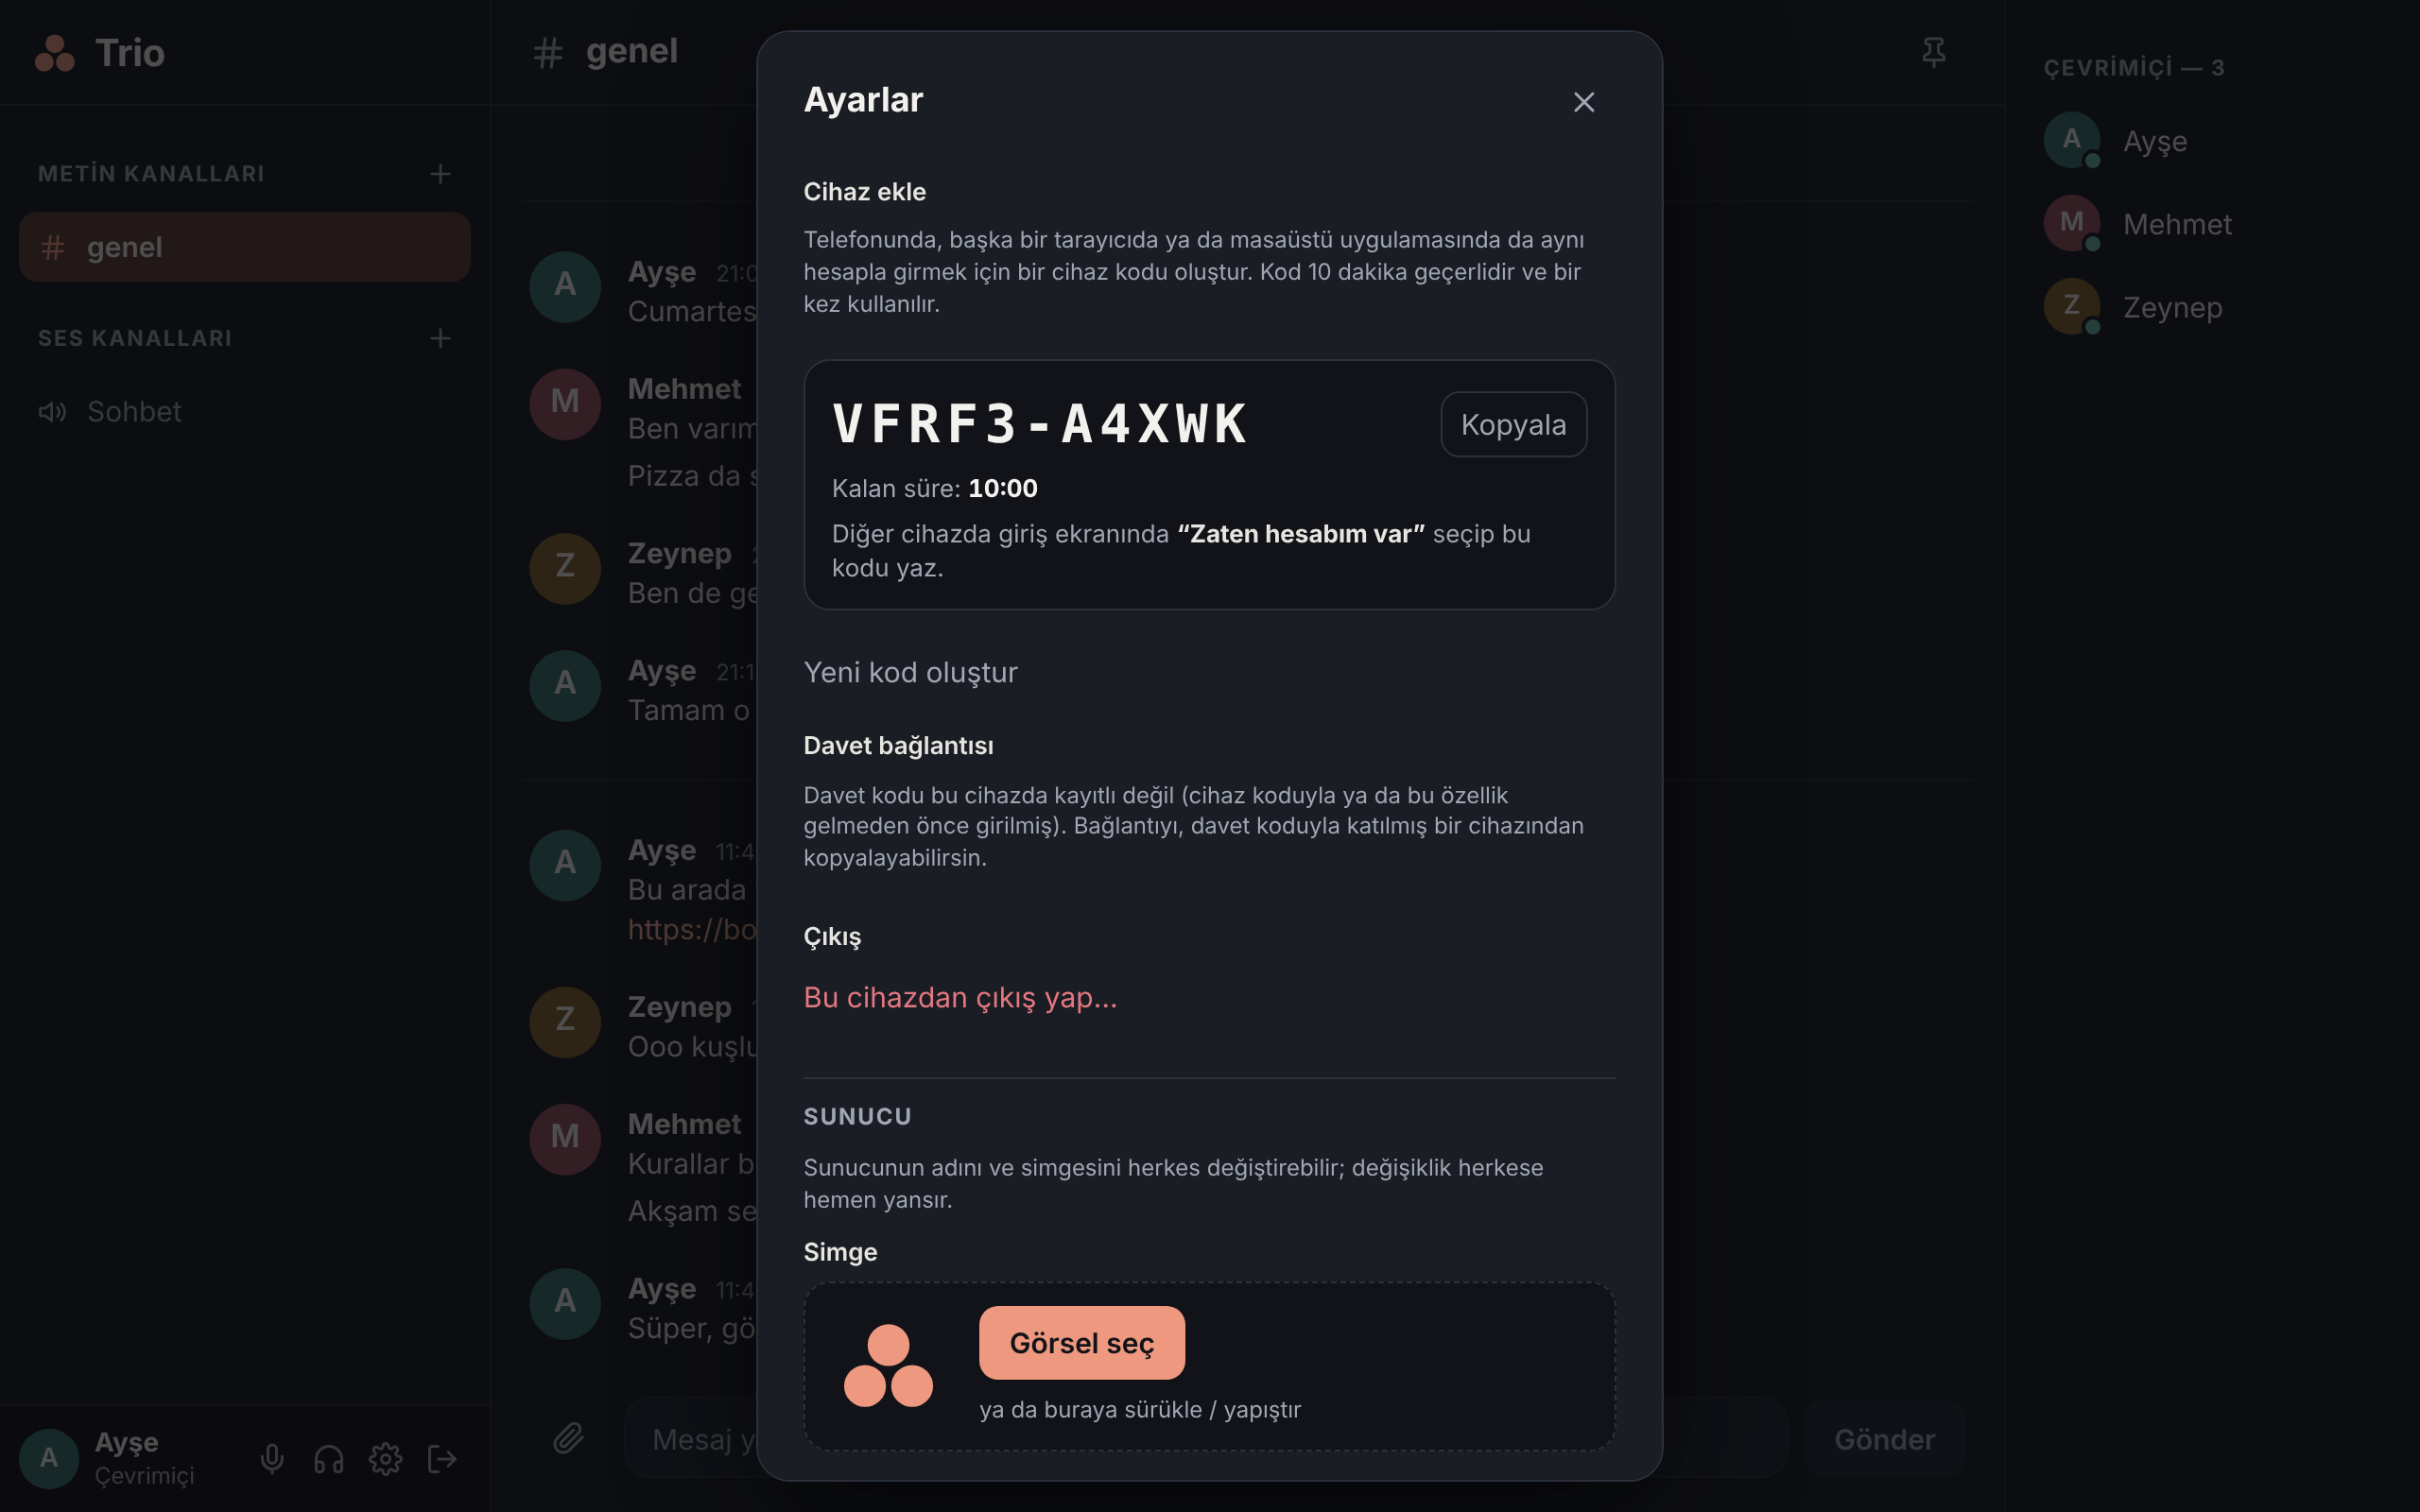 Trio
METİN KANALLARI
genel
SES KANALLARI
Sohbet
A
Ayşe
Çevrimiçi
genel
A
Ayşe
Cumartes
M
Mehmet
Ben varım
Pizza da
Z
Zeynep
Ben de ge
A
Ayşe
Tamam o
A
Ayşe
Bu arada
https://bo
Z
Zeynep
Ooo kuşlu
M
Mehmet
Kurallar b
Akşam se
A
Ayşe
Süper, gö
Mesaj y
Gönder
Ayarlar
Cihaz ekle
Telefonunda, başka bir tarayıcıda ya da masaüstü uygulamasında da aynı
hesapla girmek için bir cihaz kodu oluştur. Kod 10 dakika geçerlidir ve bir
kez kullanılır.
VFRF3-A4XWK
Kopyala
Kalan süre: 10:00
Diğer cihazda giriş ekranında “Zaten hesabım var” seçip bu
kodu yaz.
Yeni kod oluştur
Davet bağlantısı
Davet kodu bu cihazda kayıtlı değil (cihaz koduyla ya da bu özellik
gelmeden önce girilmiş). Bağlantıyı, davet koduyla katılmış bir cihazından
kopyalayabilirsin.
Çıkış
Bu cihazdan çıkış yap...
SUNUCU
Sunucunun adını ve simgesini herkes değiştirebilir; değişiklik herkese
hemen yansır.
Simge
Görsel seç
ya da buraya sürükle / yapıştır
ÇEVRİMİÇİ — 3
A
Ayşe
M
Mehmet
Z
Zeynep